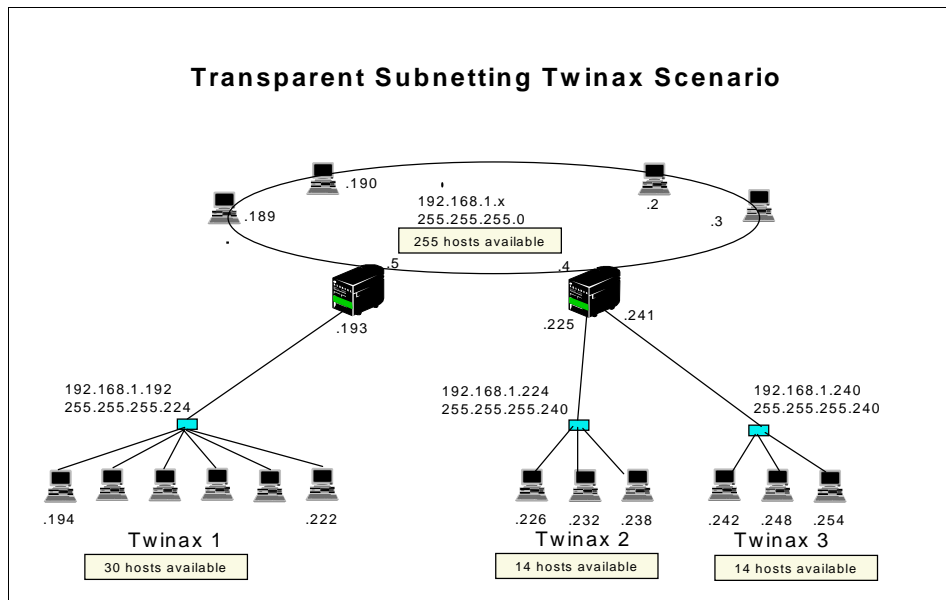 Transparent Subnetting Twinax Scenario
.190
.189
192.168.1.x
255.255.255.0
255 hosts available
.2
.3
.5
.4
.193
.225
.241
192.168.1.192
255.255.255.224
192.168.1.224
255.255.255.240
192.168.1.240
255.255.255.240
.194
.222
.226
.232
.238
.242
.248
.254
Twinax 1
Twinax 2
Twinax 3
30 hosts available
14 hosts available
14 hosts available